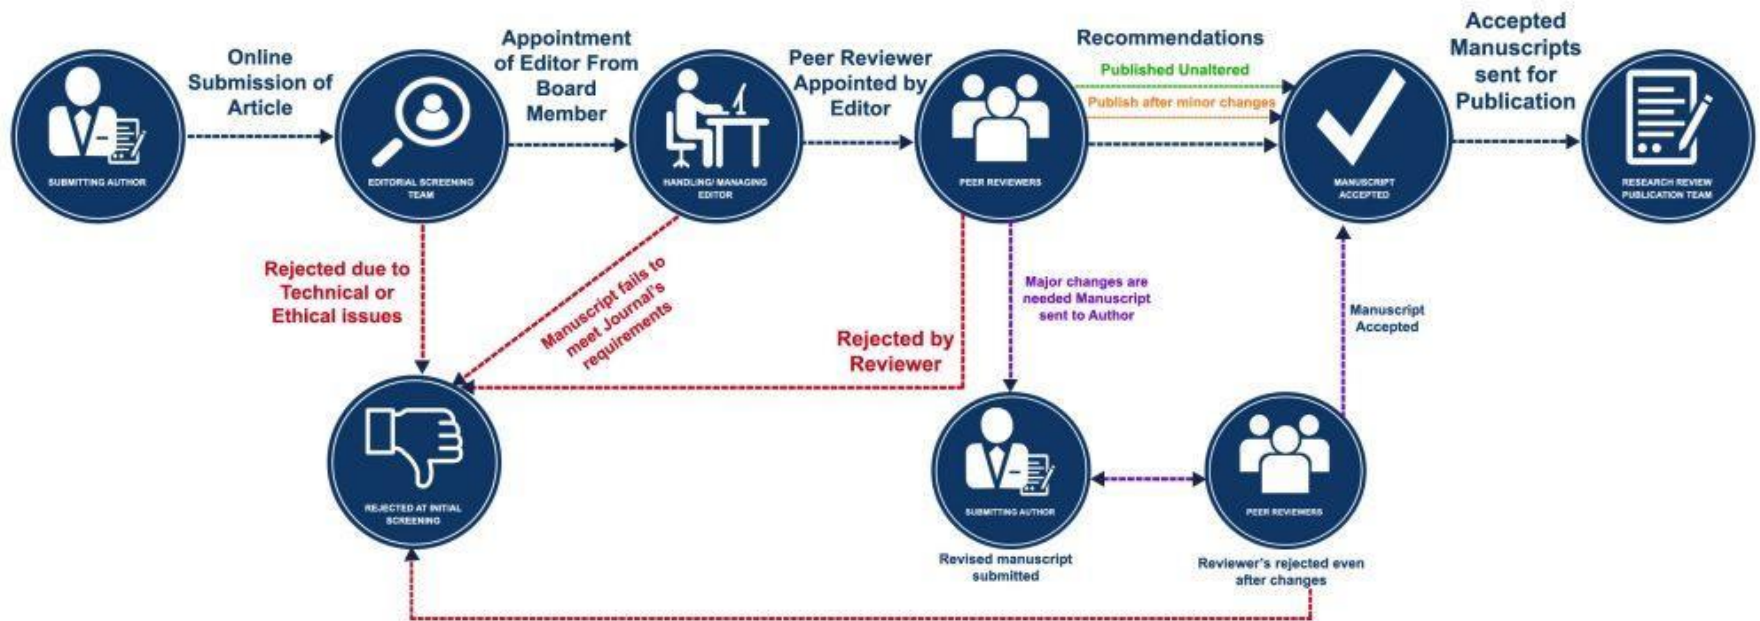 Online
Submission of
Article
Appointment
of Editor From
Board
Member
Peer Reviewer
Appointed by
Editor
Recommendations
Published Unaltered
Publish after minor changes
Accepted
Manuscripts
sent for
Publication
SUBMITTING AUTHOR
EDITORIAL SCREENING
TEAM
HANDLING/ MANAGING
EDITOR
PEER REVIEWERS
MANUSCRIPT
ACCEPTED
RESEARCH REVIEW
PUBLICATION TEAM
Rejected due to
Technical or
Ethical issues
Manuscript fails to
meet Journal's
requirements
Rejected by
Reviewer
Major changes are
needed Manuscript
sent to Author
Manuscript
Accepted
REJECTED AT INITIAL
SCREENING
SUBMITTING AUTHOR
Revised manuscript
submitted
PEER REVIEWERS
Reviewer's rejected even
after changes